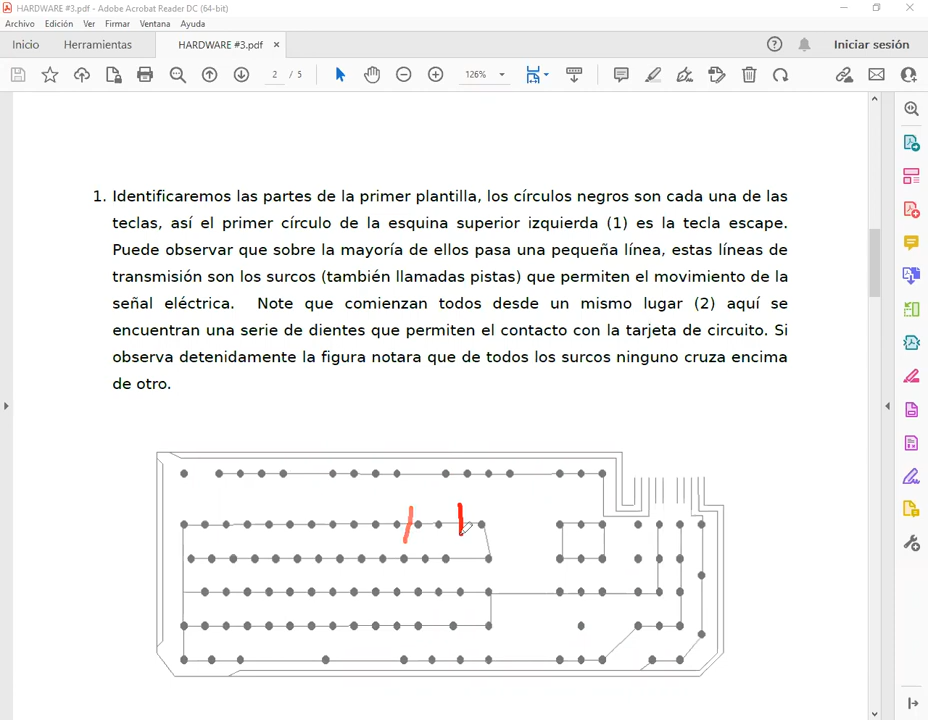 HARDWARE #3.pdf - Adobe Acrobat Reader DC (64-bit)
Archivo Edición Ver Firmar Ventana Ayuda
Inicio Herramientas HARDWARE #3.pdf × Iniciar sesión
2 / 5 126%
1. Identificaremos las partes de la primer plantilla, los círculos negros son cada una de las
teclas, así el primer círculo de la esquina superior izquierda (1) es la tecla escape.
Puede observar que sobre la mayoría de ellos pasa una pequeña línea, estas líneas de
transmisión son los surcos (también llamadas pistas) que permiten el movimiento de la
señal eléctrica. Note que comienzan todos desde un mismo lugar (2) aquí se
encuentran una serie de dientes que permiten el contacto con la tarjeta de circuito. Si
observa detenidamente la figura notara que de todos los surcos ninguno cruza encima
de otro.